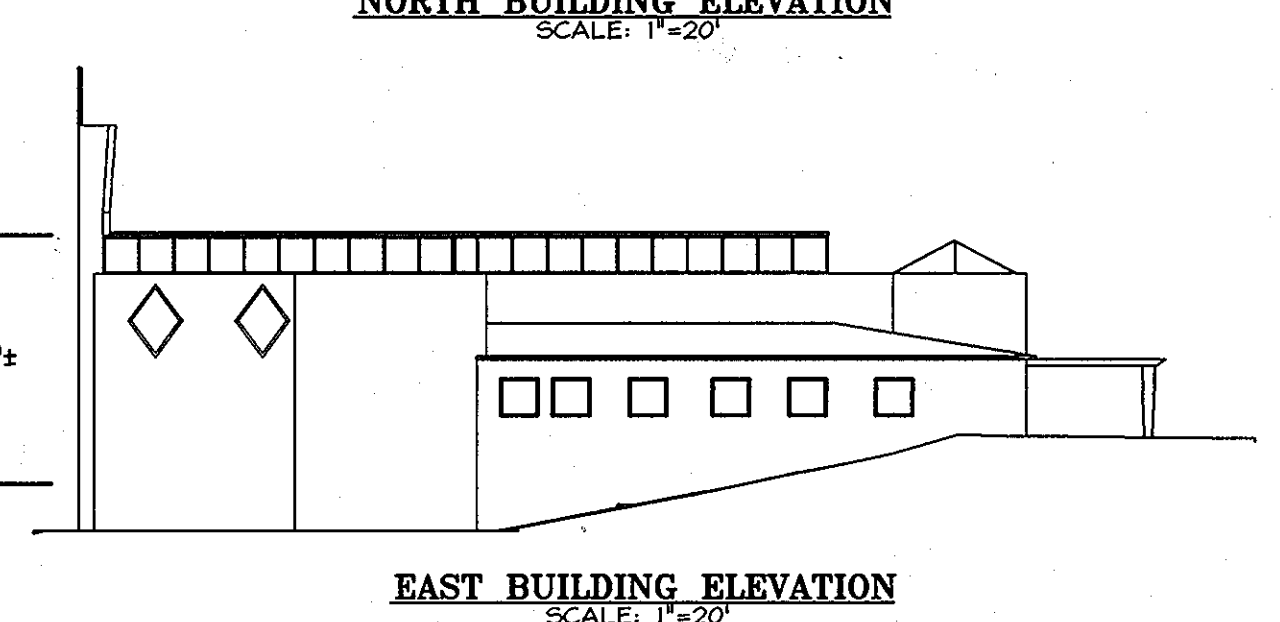 NORTH BUILDING ELEVATION
SCALE: 1"=20'
±
EAST BUILDING ELEVATION
SCALE: 1"=20'